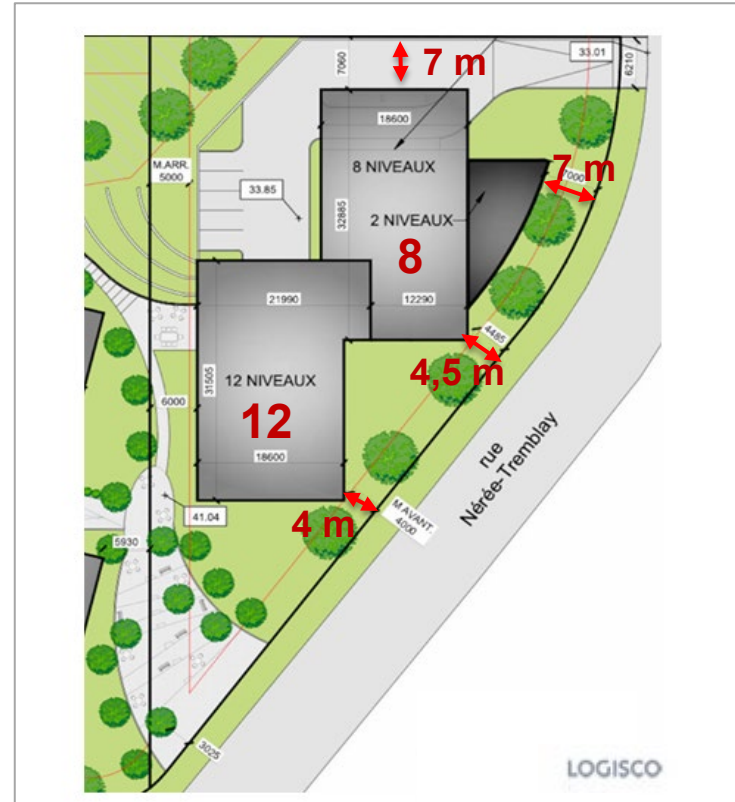 7060
7 m
33.01
6210
18600
M.ARR.
5000
8 NIVEAUX
7 m
7000
33.85
32885
2 NIVEAUX
8
21990
12290
4485
4,5 m
31505
12 NIVEAUX
12
6000
18600
rue
Nérée-Tremblay
41.04
4 m
M.AVANT.
4000
5930
3025
LOGISCO